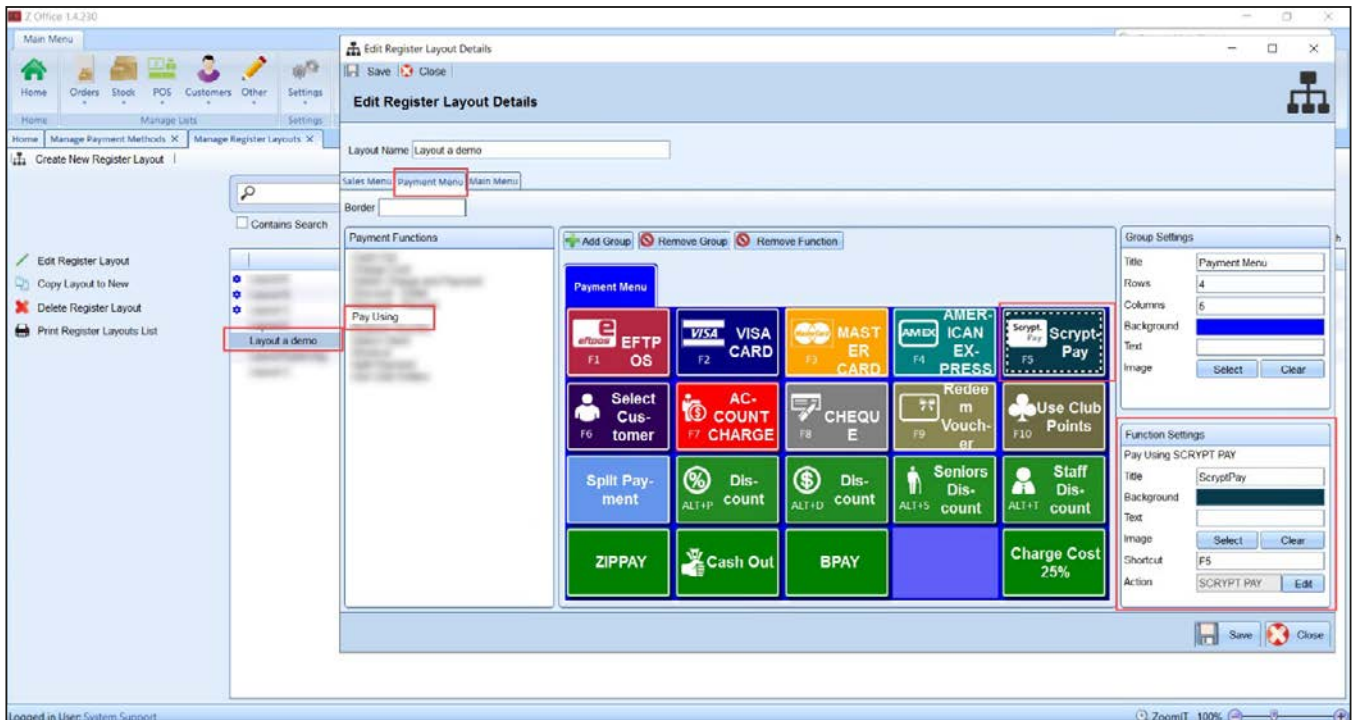 Z Office 1.4.230
Main Menu
Home
Orders
Stock
POS
Customers
Other
Settings
Home
Manage Lists
Settings
Home
Manage Payment Methods X
Manage Register Layouts X
Create New Register Layout
Contains Search
Edit Register Layout
Copy Layout to New
Delete Register Layout
Print Register Layouts List
Layout a demo
Edit Register Layout Details
Save
Close
Edit Register Layout Details
Layout Name
Layout a demo
Sales Menu
Payment Menu
Main Menu
Border
Payment Functions
Pay Using
Add Group
Remove Group
Remove Function
Payment Menu
eftpos
EFTP
OS
F1
VISA
VISA
CARD
F2
MAST
ER
CARD
F3
AMEX
AMER-
ICAN
EX-
PRESS
F4
Scrypt.
Pay
Scrypt-
Pay
F5
Select
Cus-
tomer
F6
AC-
COUNT
CHARGE
F7
CHEQU
E
F8
Redee
m
Vouch-
er
F9
Use Club
Points
F10
Split Pay-
ment
Dis-
count
ALT+P
Dis-
count
ALT+D
Seniors
Dis-
count
ALT+S
Staff
Dis-
count
ALT+T
ZIPPAY
Cash Out
BPAY
Charge Cost
25%
Group Settings
Title
Payment Menu
Rows
4
Columns
6
Background
Text
Image
Select
Clear
Function Settings
Pay Using SCRYPT PAY
Title
ScryptPay
Background
Text
Image
Select
Clear
Shortcut
F5
Action
SCRYPT PAY
Edit
Save
Close
Logged in User: System Support
ZoomIT 100%